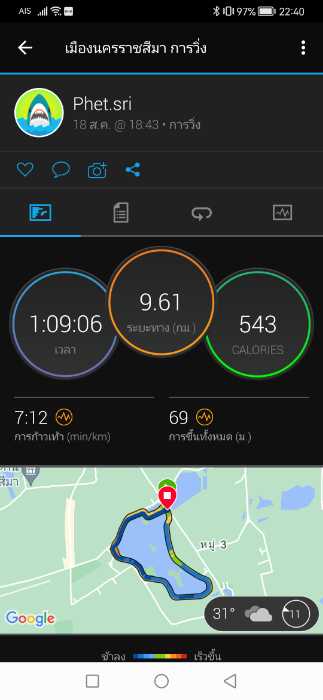 AIS 97% 22:40
เมืองนครราชสีมา การวิ่ง
Phet.sri
18 ส.ค. @ 18:43 • การวิ่ง
1:09:06
เวลา
9.61
ระยะทาง (กม.)
543
CALORIES
7:12
การก้าวเท้า (min/km)
69
การขึ้นทั้งหมด (ม.)
สีมา
หมู่ 3
Google
31°
11
ช้าลง เร็วขึ้น